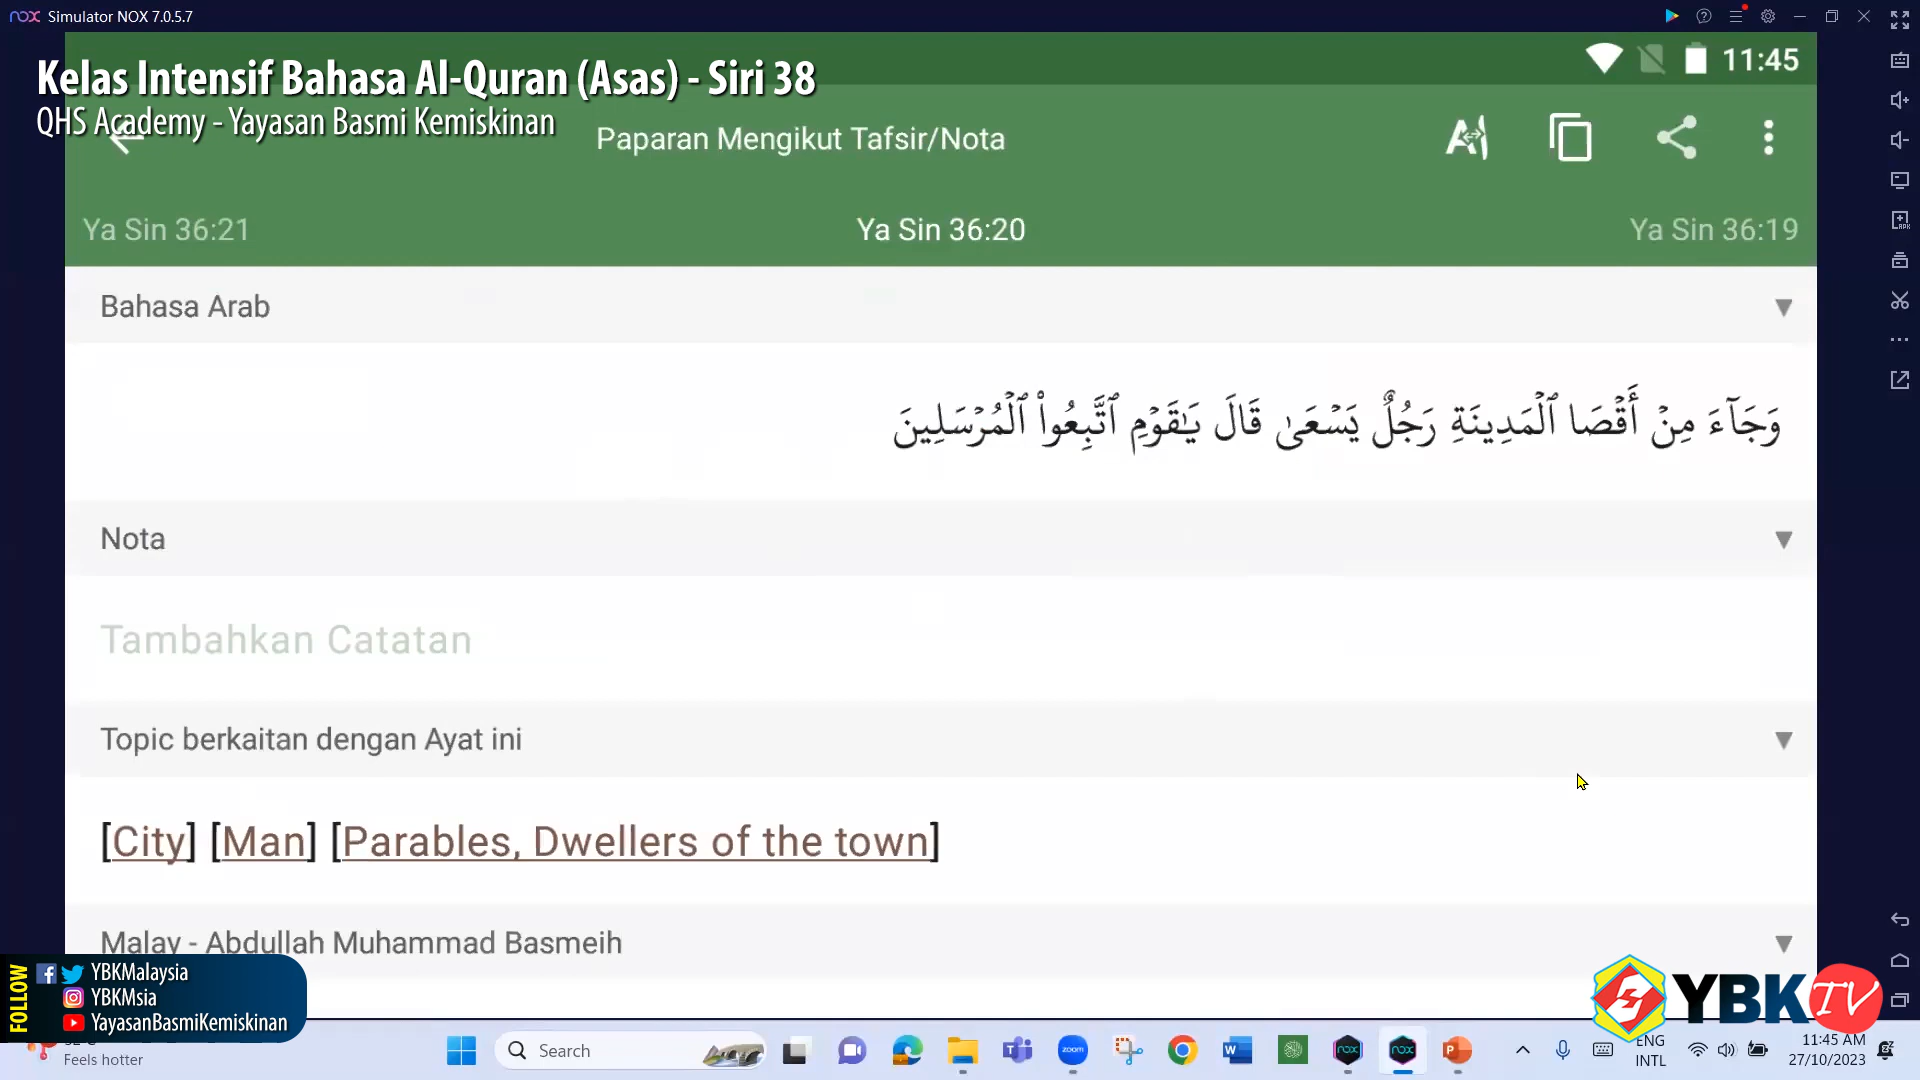 nox Simulator NOX 7.0.5.7
Kelas Intensif Bahasa Al-Quran (Asas) - Siri 38
QHS Academy - Yayasan Basmi Kemiskinan
11:45
Paparan Mengikut Tafsir/Nota
Ya Sin 36:21
Ya Sin 36:20
Ya Sin 36:19
Bahasa Arab
وَجَآءَ مِنۡ أَقۡصَا ٱلۡمَدِينَةِ رَجُلٌ يَسۡعَىٰ قَالَ يَٰقَوۡمِ ٱتَّبِعُواْ ٱلۡمُرۡسَلِينَ
Nota
Tambahkan Catatan
Topic berkaitan dengan Ayat ini
[City] [Man] [Parables, Dwellers of the town]
Malay - Abdullah Muhammad Basmeih
FOLLOW
YBKMalaysia
YBKMsia
YayasanBasmiKemiskinan
YBK TV
Feels hotter
Search
zoom
nox
nox
ENG
INTL
11:45 AM
27/10/2023